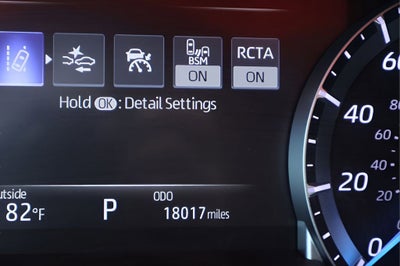 BSM
ON
RCTA
ON
Hold OK : Detail Settings
60
80
40
60
40
20
20
0
utside
82°F
P
ODO
18017 miles